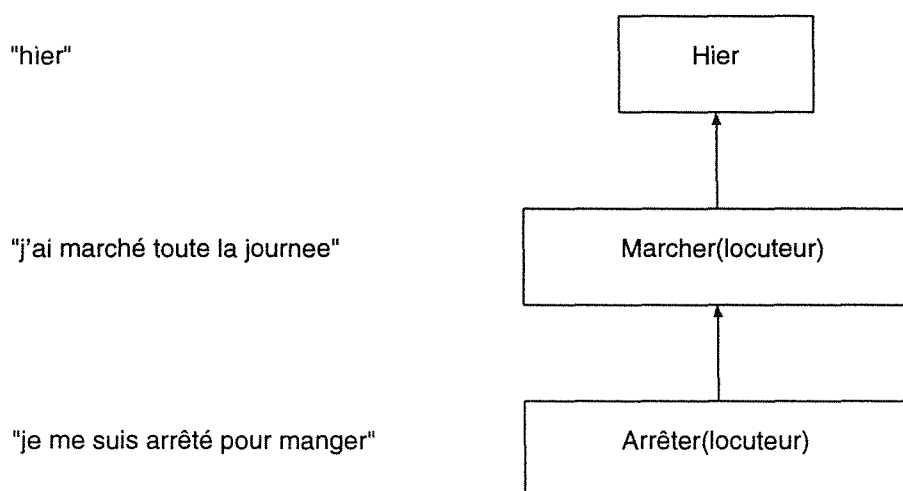 "hier" Hier
"j'ai marché toute la journee" Marcher(locuteur)
"je me suis arrêté pour manger" Arrêter(locuteur)